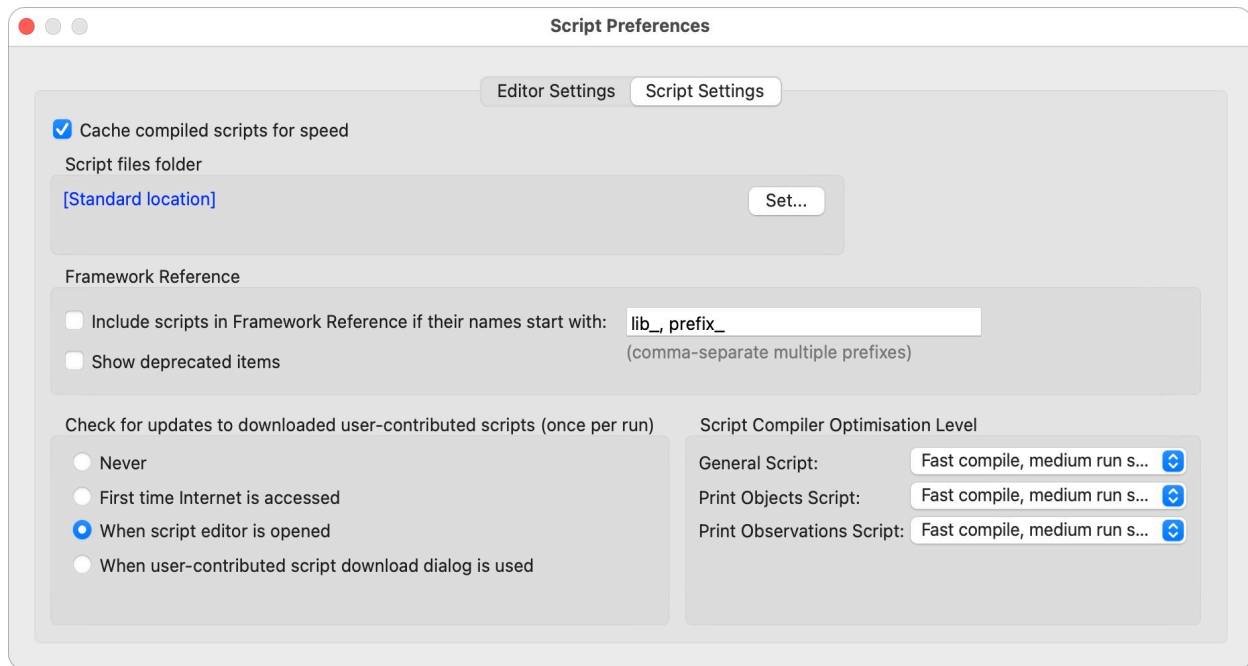 Script Preferences
Editor Settings
Script Settings
Cache compiled scripts for speed
Script files folder
[Standard location]
Set...
Framework Reference
Include scripts in Framework Reference if their names start with:
lib_, prefix_
(comma-separate multiple prefixes)
Show deprecated items
Check for updates to downloaded user-contributed scripts (once per run)
Never
First time Internet is accessed
When script editor is opened
When user-contributed script download dialog is used
Script Compiler Optimisation Level
General Script:
Fast compile, medium run s...
Print Objects Script:
Fast compile, medium run s...
Print Observations Script:
Fast compile, medium run s...